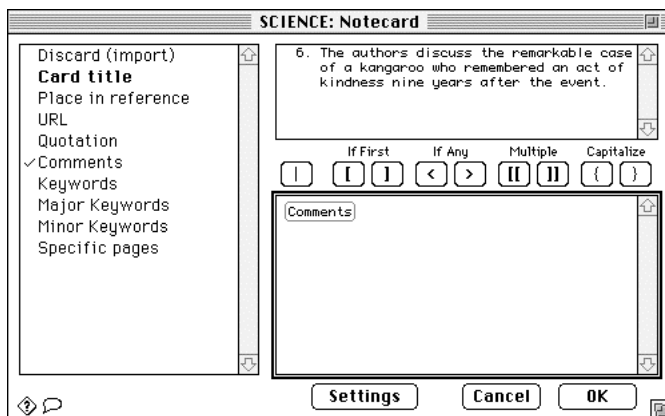 SCIENCE: Notecard
Discard (import)
Card title
Place in reference
URL
Quotation
✓Comments
Keywords
Major Keywords
Minor Keywords
Specific pages
6. The authors discuss the remarkable case
of a kangaroo who remembered an act of
kindness nine years after the event.
If First If Any Multiple Capitalize
| [ ] < > [[ ]] { }
Comments
?
Settings Cancel OK